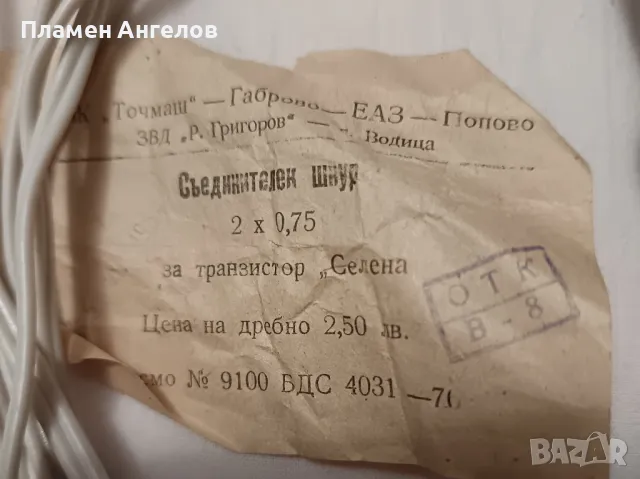 Пламен Ангелов
„Точмаш" — Габрово — ЕАЗ — Попово
ЗВД „Р. Григоров" — Водица
Съединителен шнур
2 х 0,75
за транзистор „Селена
ОТК
В - 8
Цена на дребно 2,50 лв.
№ 9100 БДС 4031
BAZAR